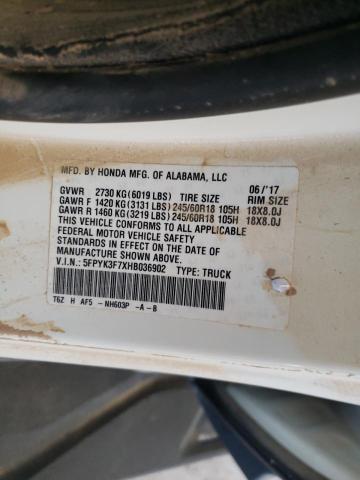 MFD. BY HONDA MFG. OF ALABAMA, LLC 06/'17
GVWR 2730 KG(6019 LBS) TIRE SIZE RIM SIZE
GAWR F 1420 KG(3131 LBS) 245/60R18 105H 18X8.0J
GAWR R 1460 KG(3219 LBS) 245/60R18 105H 18X8.0J
THIS VEHICLE CONFORMS TO ALL APPLICABLE
FEDERAL MOTOR VEHICLE SAFETY
STANDARDS IN EFFECT ON THE DATE OF
MANUFACTURE SHOWN ABOVE.
V.I.N.: 5FPYK3F7XHB036902 TYPE: TRUCK
T6Z H AF5 -NH603P -A-B